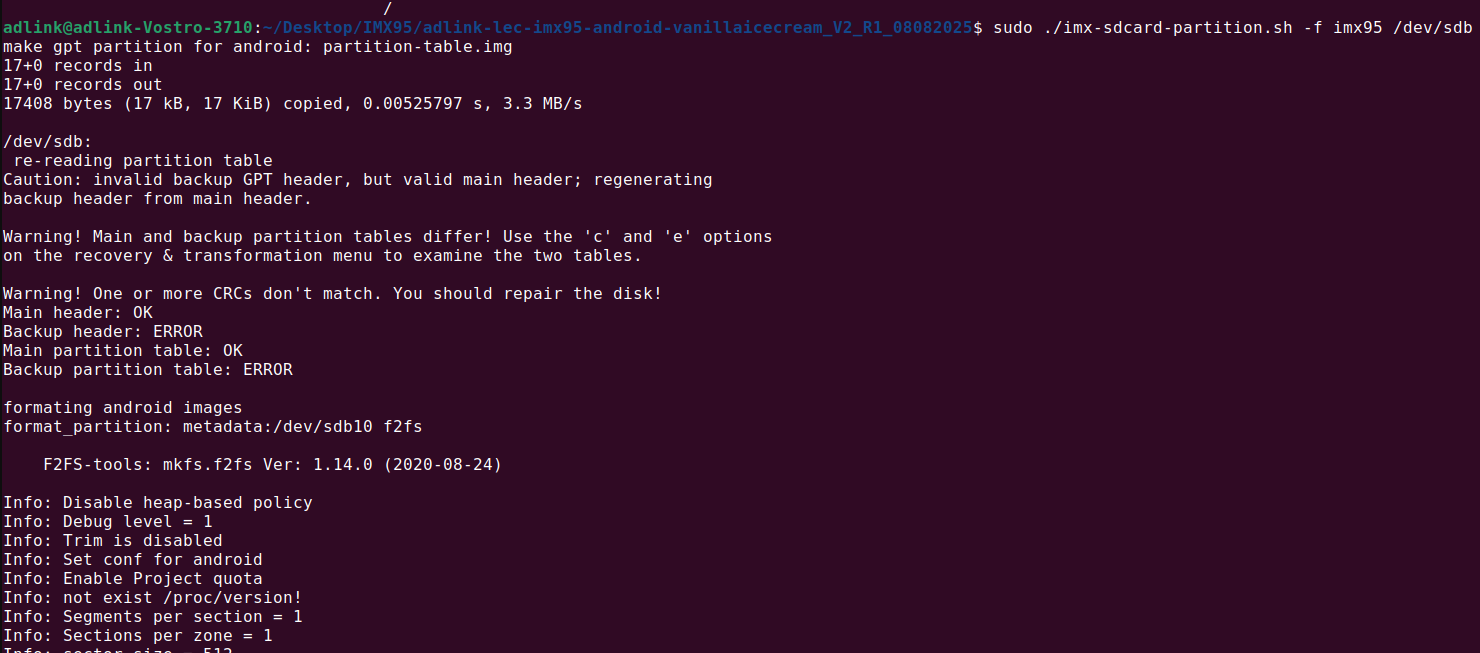 /
adlink@adlink-Vostro-3710:~/Desktop/IMX95/adlink-lec-imx95-android-vanillaicecream_V2_R1_08082025$ sudo ./imx-sdcard-partition.sh -f imx95 /dev/sdb
make gpt partition for android: partition-table.img
17+0 records in
17+0 records out
17408 bytes (17 kB, 17 KiB) copied, 0.00525797 s, 3.3 MB/s
/dev/sdb:
re-reading partition table
Caution: invalid backup GPT header, but valid main header; regenerating
backup header from main header.
Warning! Main and backup partition tables differ! Use the 'c' and 'e' options
on the recovery & transformation menu to examine the two tables.
Warning! One or more CRCs don't match. You should repair the disk!
Main header: OK
Backup header: ERROR
Main partition table: OK
Backup partition table: ERROR
formating android images
format_partition: metadata:/dev/sdb10 f2fs
F2FS-tools: mkfs.f2fs Ver: 1.14.0 (2020-08-24)
Info: Disable heap-based policy
Info: Debug level = 1
Info: Trim is disabled
Info: Set conf for android
Info: Enable Project quota
Info: not exist /proc/version!
Info: Segments per section = 1
Info: Sections per zone = 1
Info: sector size = 512